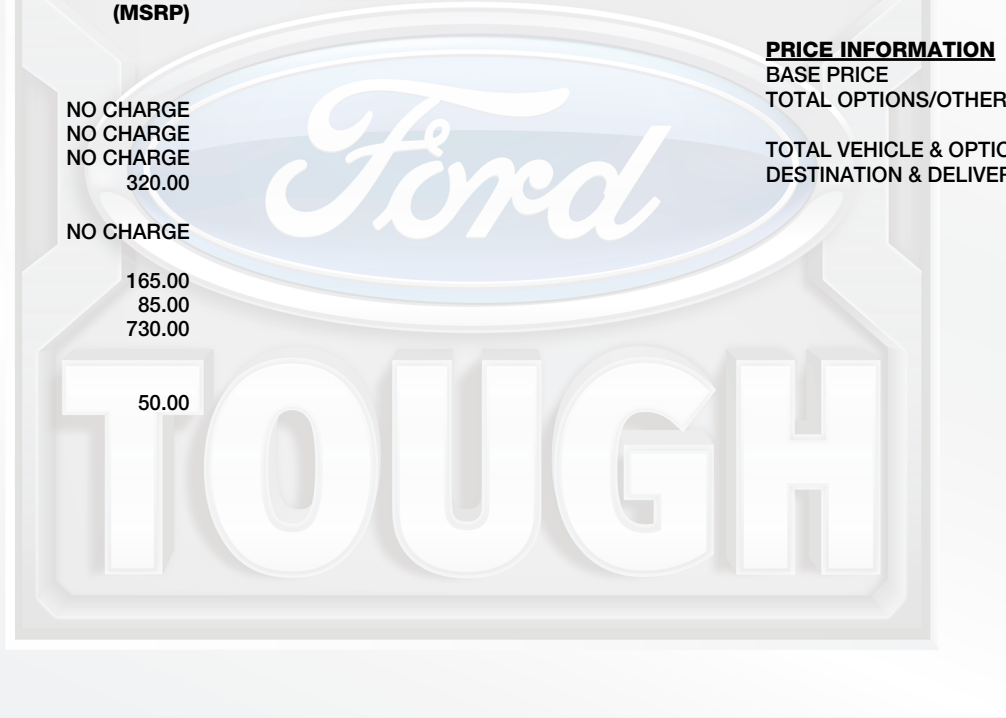 (MSRP)
NO CHARGE
NO CHARGE
NO CHARGE
320.00
NO CHARGE
165.00
85.00
730.00
50.00
PRICE INFORMATION
BASE PRICE
TOTAL OPTIONS/OTHER
TOTAL VEHICLE & OPTIO
DESTINATION & DELIVER
Ford
TOUGH